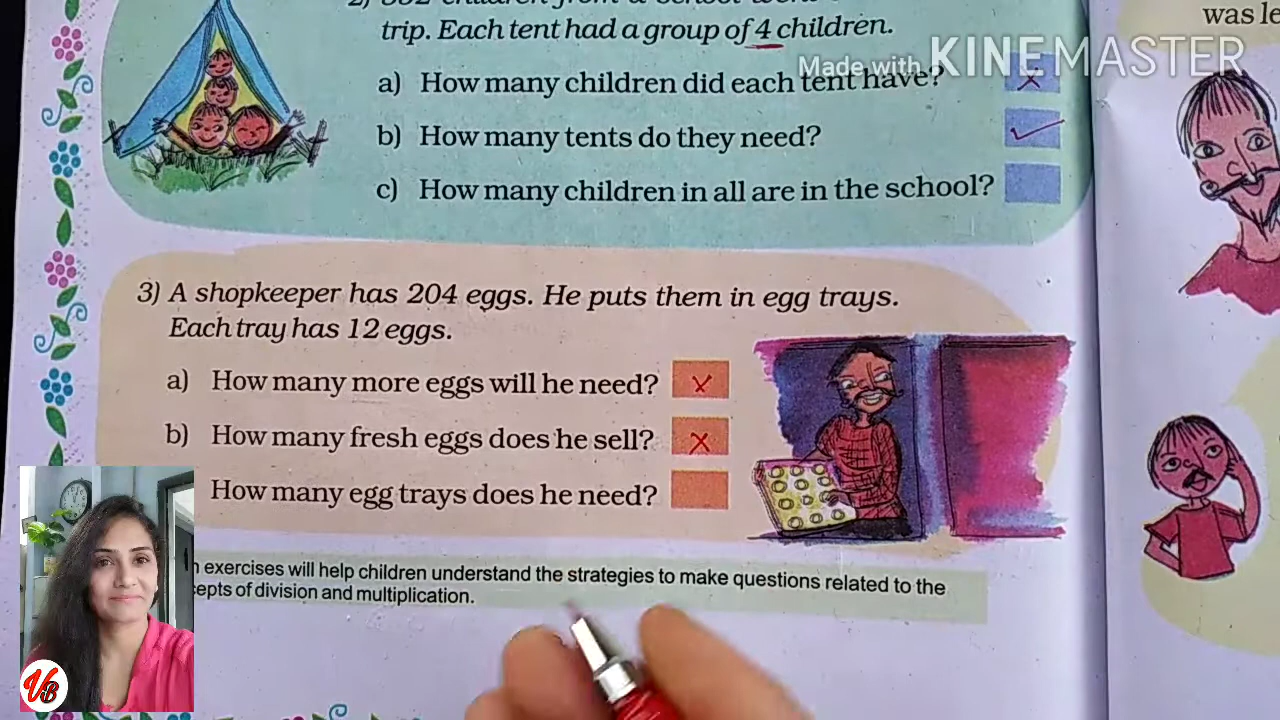 trip. Each tent had a group of 4 children.
Made with KINEMASTER
was le
a) How many children did each tent have?
b) How many tents do they need?
c) How many children in all are in the school?
3) A shopkeeper has 204 eggs. He puts them in egg trays.
Each tray has 12 eggs.
a) How many more eggs will he need?
b) How many fresh eggs does he sell?
How many egg trays does he need?
exercises will help children understand the strategies to make questions related to the
epts of division and multiplication.
VB